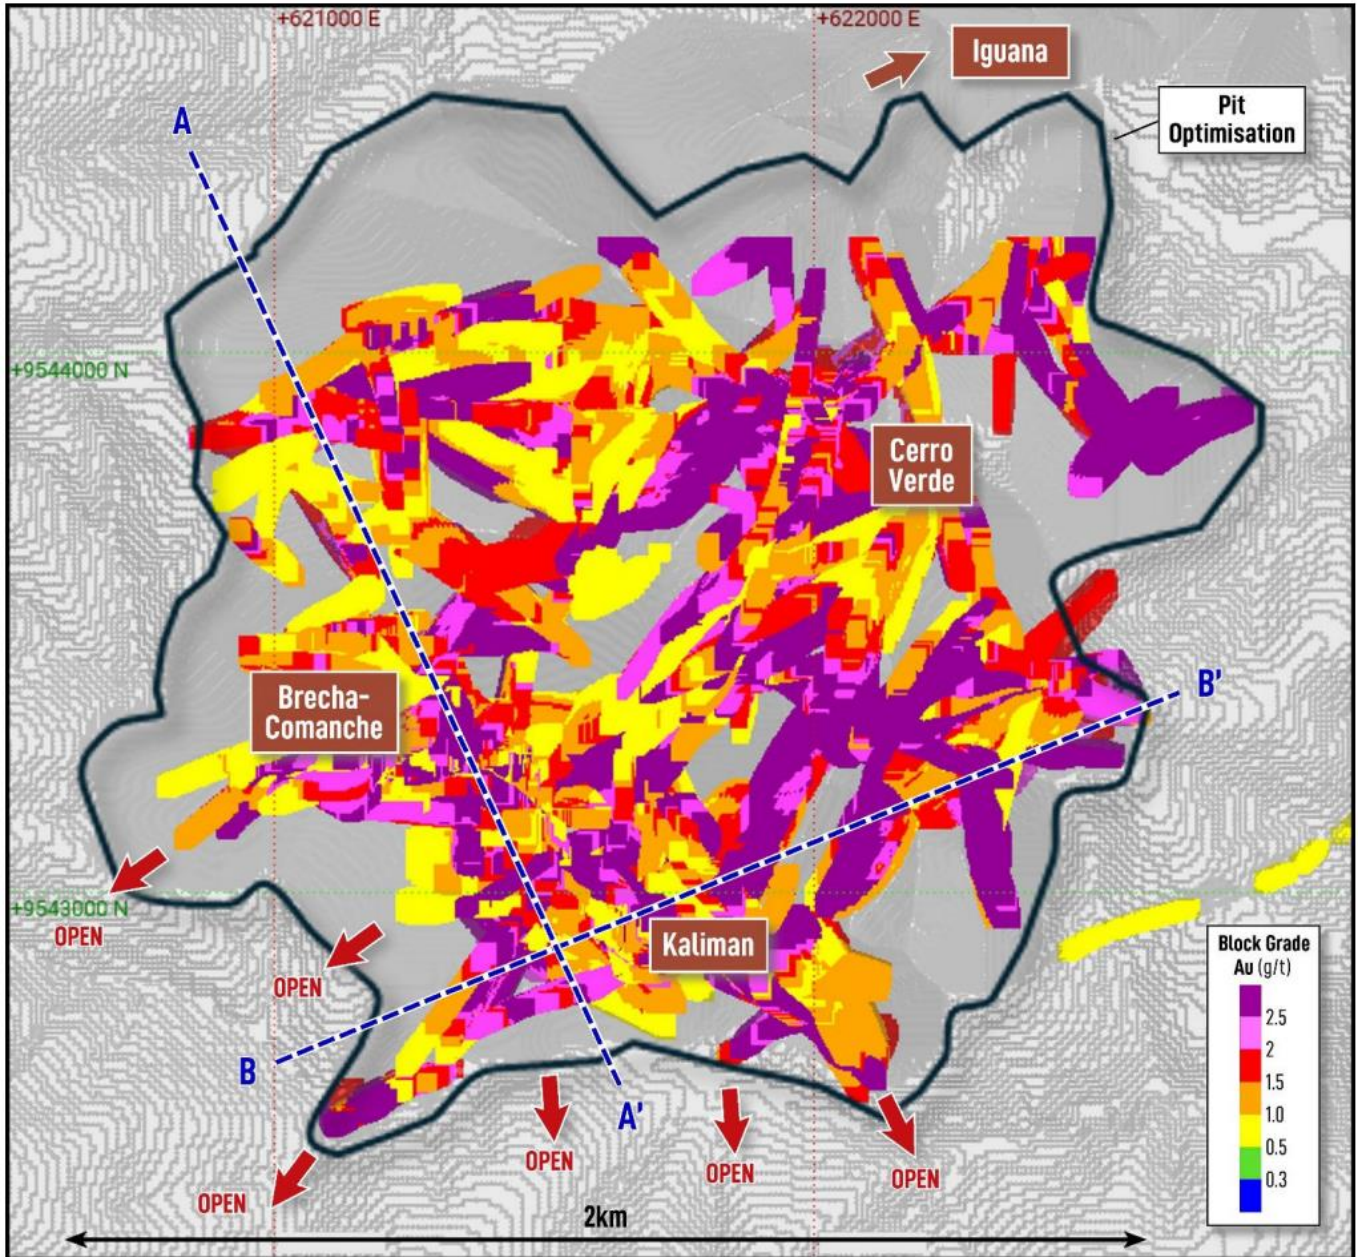 +621000 E
+622000 E
Iguana
Pit
Optimisation
A
+9544000 N
Cerro
Verde
Brecha-
Comanche
B'
+9543000 N
OPEN
Kaliman
OPEN
Block Grade
Au (g/t)
2.5
2
1.5
1.0
0.5
0.3
B
A'
OPEN
OPEN
OPEN
OPEN
2km